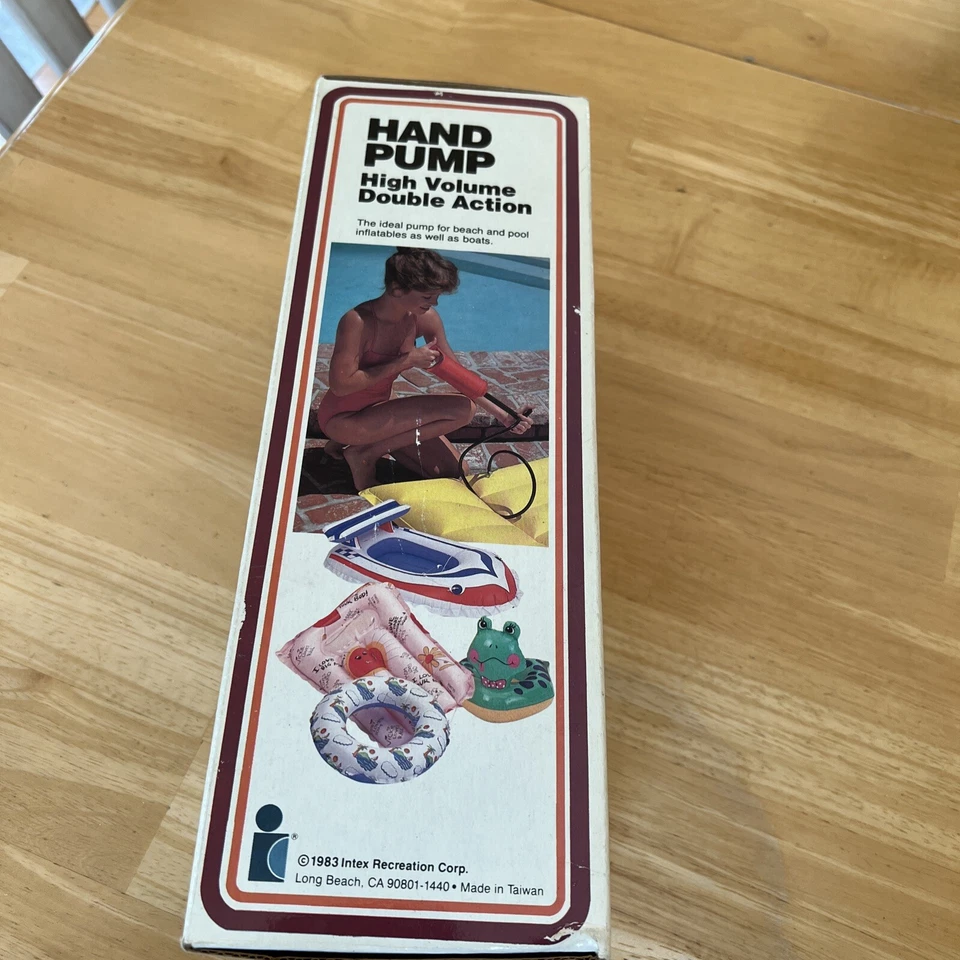 HAND
PUMP
High Volume
Double Action
The ideal pump for beach and pool
inflatables as well as boats.
I LOVE
®
©1983 Intex Recreation Corp.
Long Beach, CA 90801-1440 • Made in Taiwan